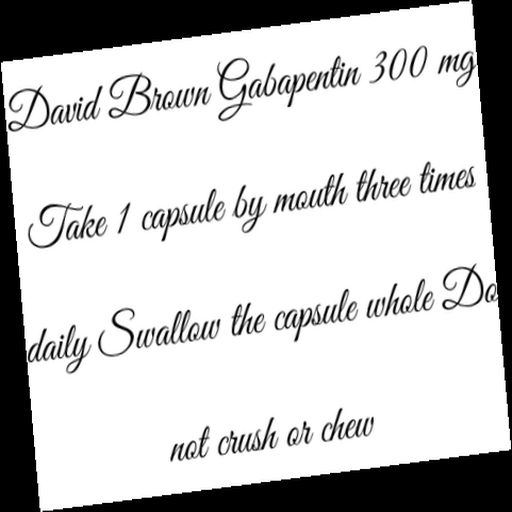 David Brown Gabapentin 300 mg
Take 1 capsule by mouth three times
daily Swallow the capsule whole Do
not crush or chew